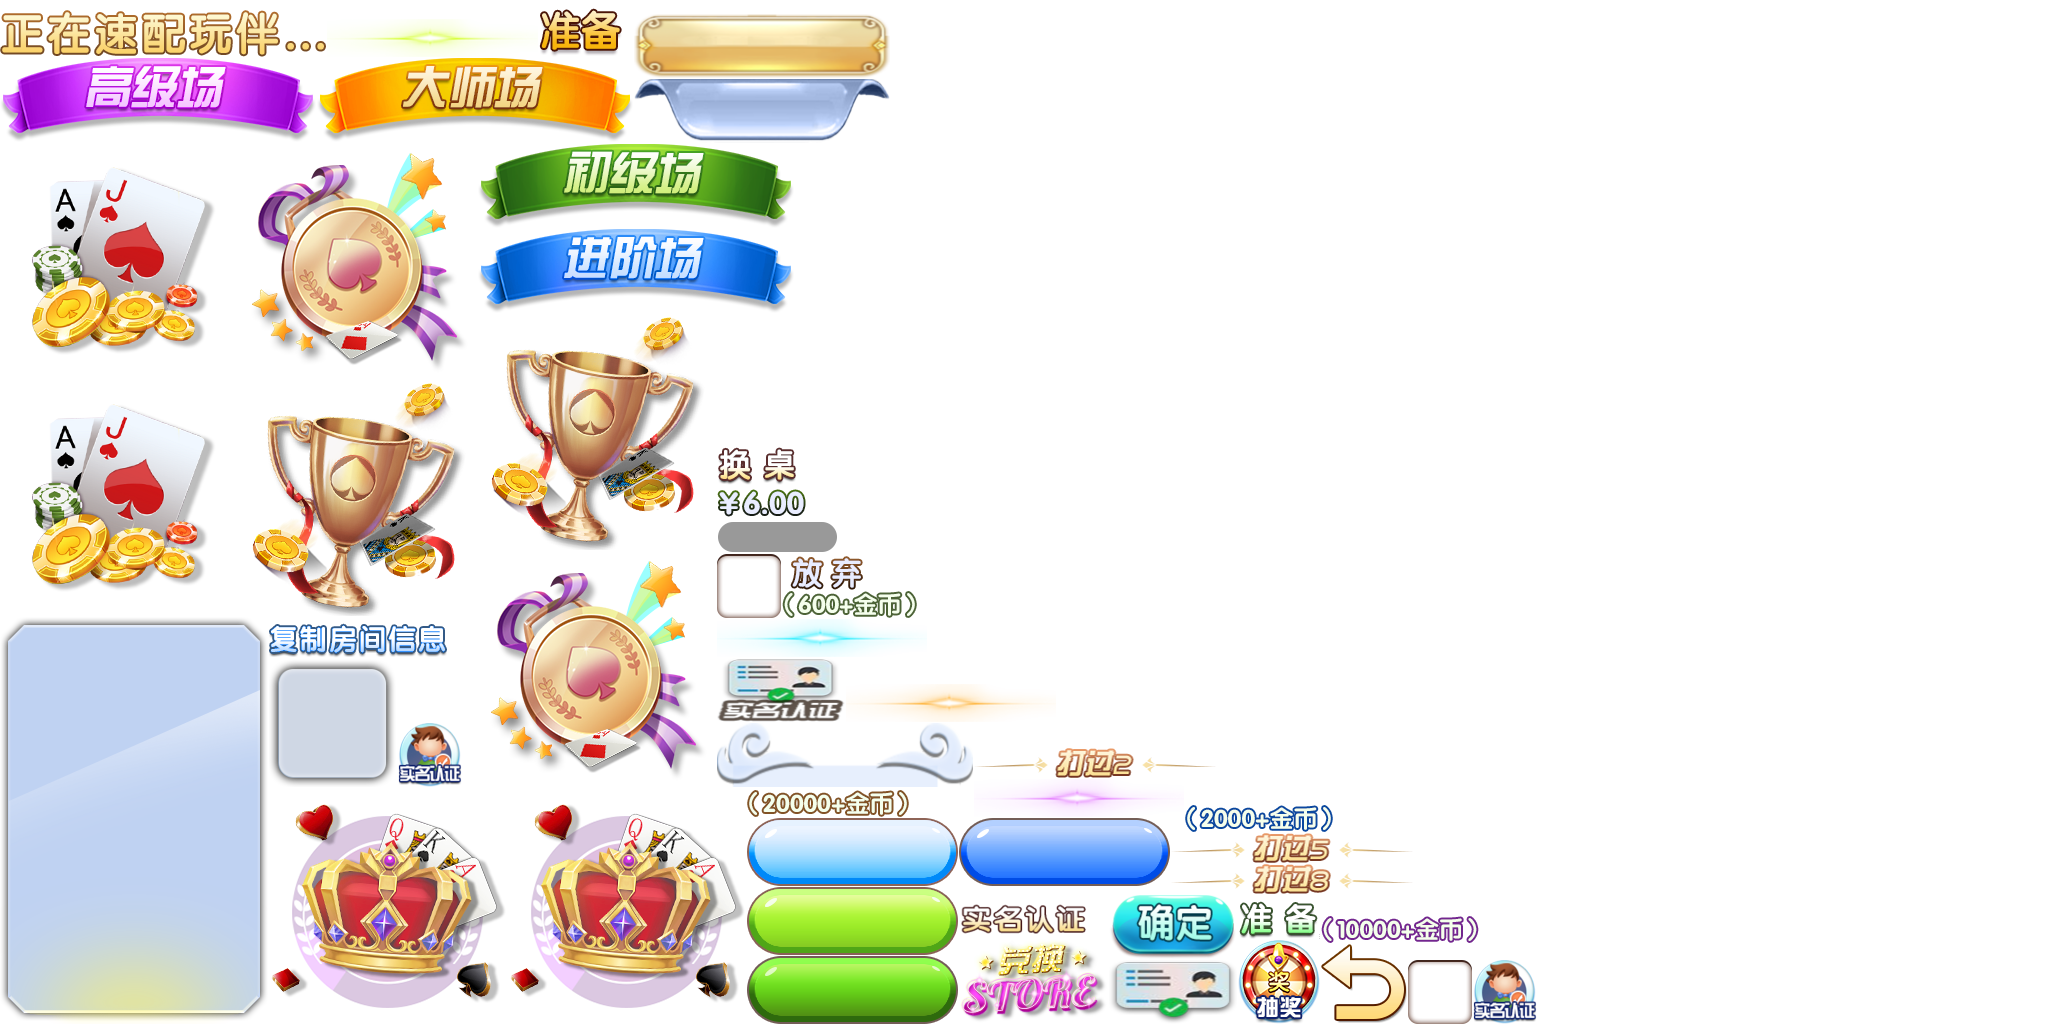 正在速配玩伴...
准备
高级场
大师场
初级场
进阶场
A
J
A
J
换 桌
¥6.00
放 弃
(600+金币)
复制房间信息
实名认证
实名认证
打过2
(20000+金币)
(2000+金币)
打过5
打过8
Q
K
A
Q
K
A
实名认证
确定
准 备
(10000+金币)
兑换
STORE
奖
抽奖
实名认证